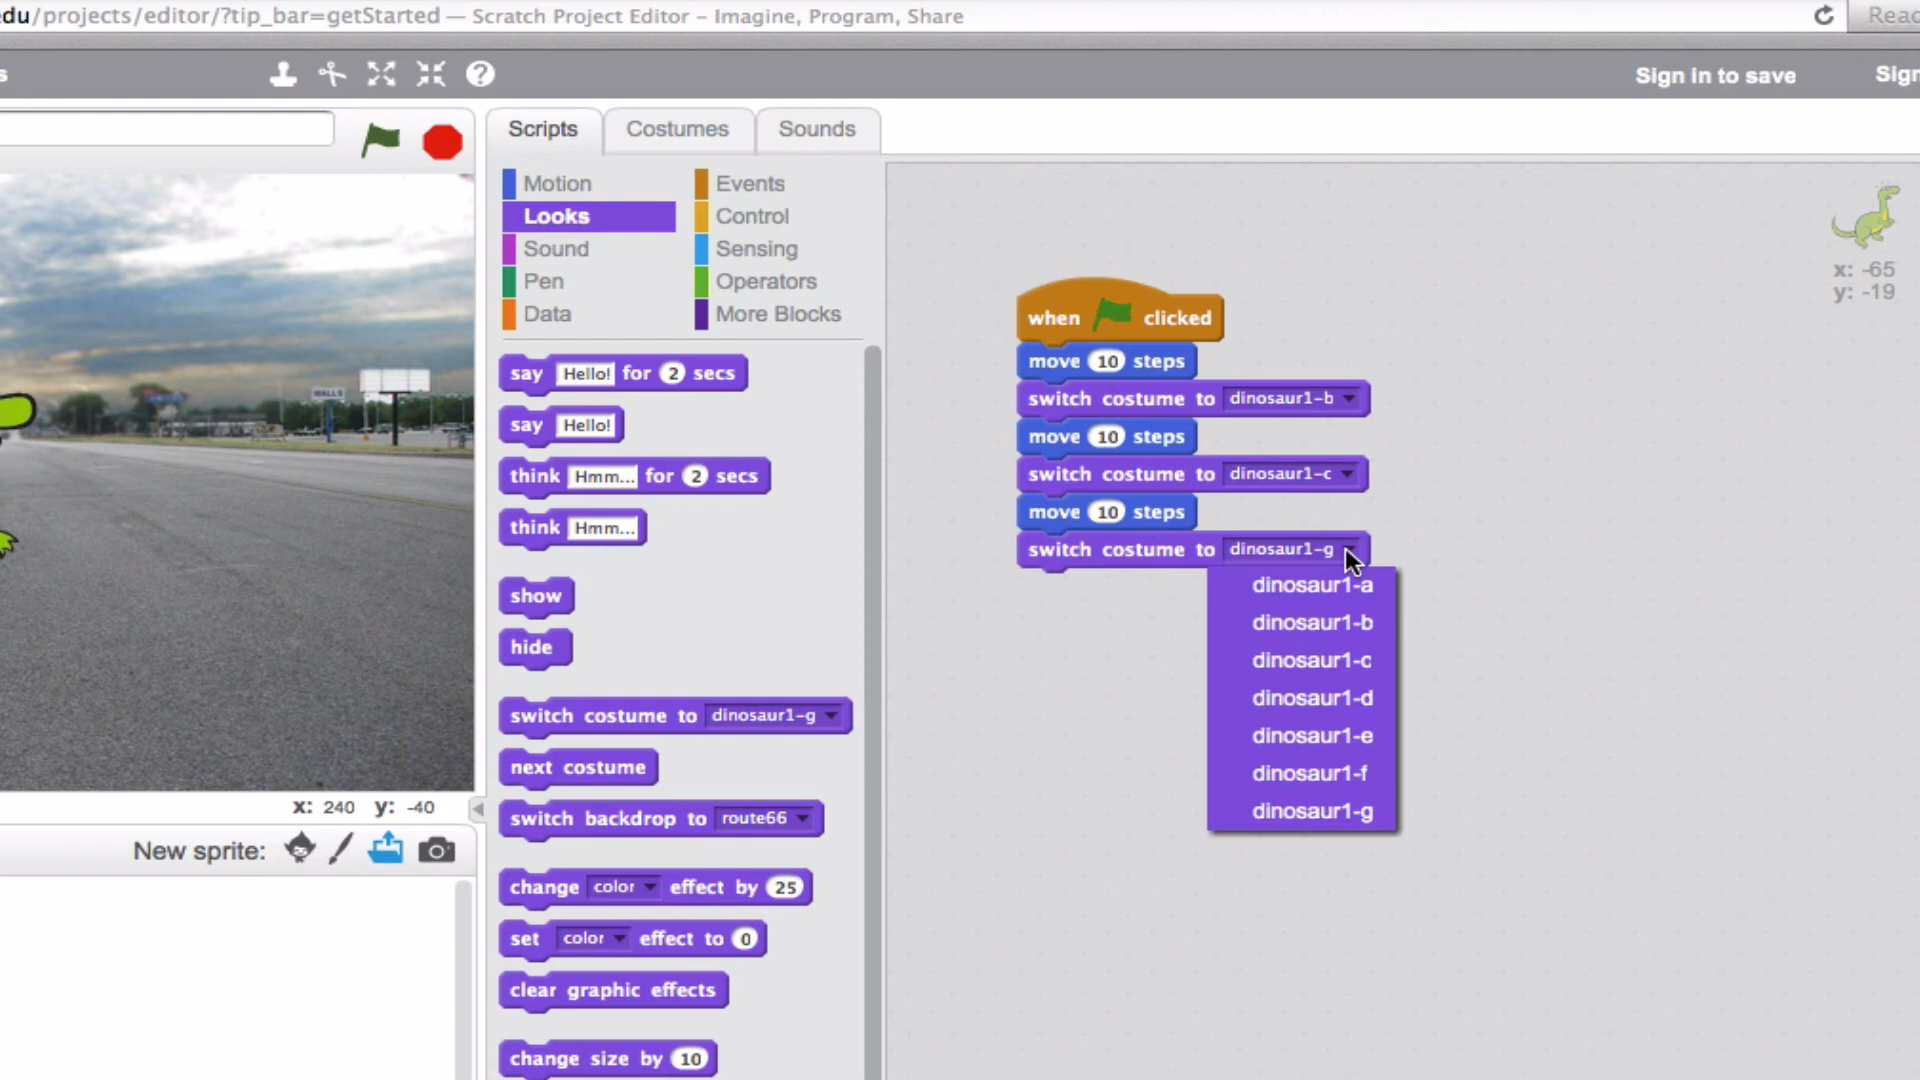 du/projects/editor/?tip_bar=getStarted — Scratch Project Editor – Imagine, Program, Share
Read
s
?
Sign in to save
Sign
Scripts
Costumes
Sounds
Motion
Events
Looks
Control
Sound
Sensing
Pen
Operators
Data
More Blocks
say Hello! for 2 secs
say Hello!
think Hmm... for 2 secs
think Hmm...
show
hide
switch costume to dinosaur1-g
next costume
switch backdrop to route66
change color effect by 25
set color effect to 0
clear graphic effects
change size by 10
when clicked
move 10 steps
switch costume to dinosaur1-b
move 10 steps
switch costume to dinosaur1-c
move 10 steps
switch costume to dinosaur1-g
dinosaur1-a
dinosaur1-b
dinosaur1-c
dinosaur1-d
dinosaur1-e
dinosaur1-f
dinosaur1-g
x: -65
y: -19
WALLS
x: 240 y: -40
New sprite: